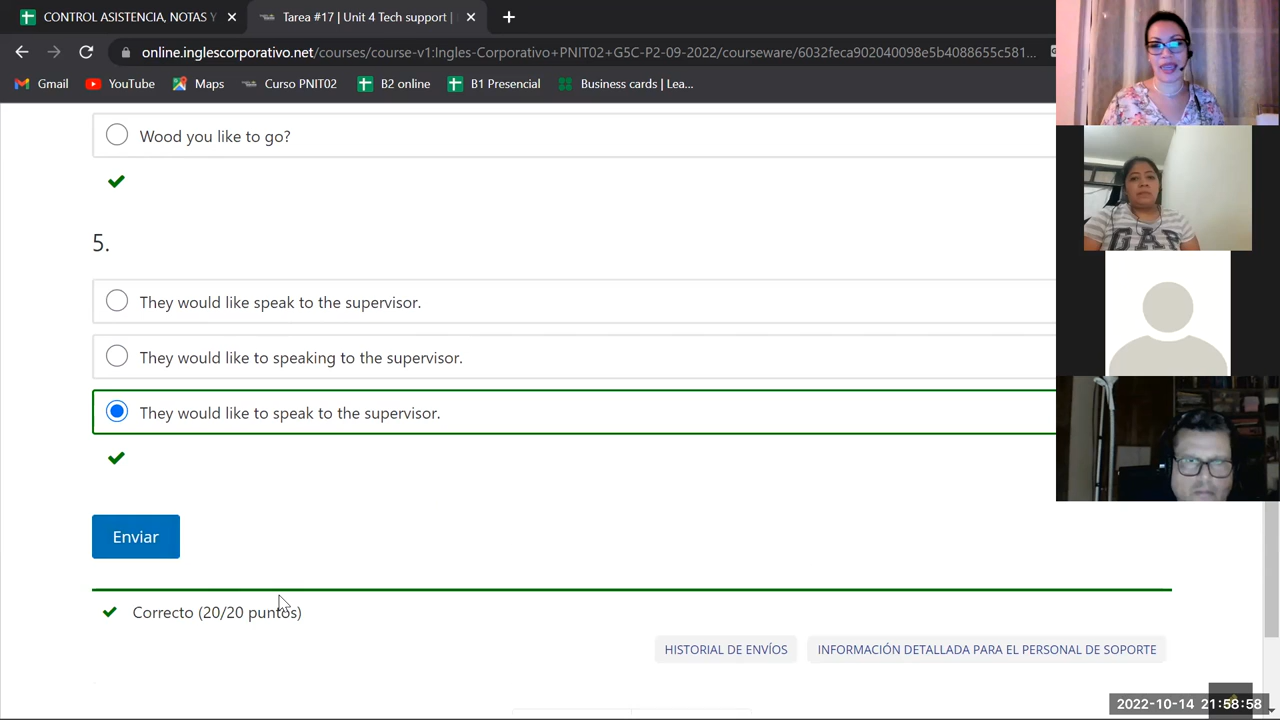 CONTROL ASISTENCIA, NOTAS Y
Tarea #17 | Unit 4 Tech support |
online.inglescorporativo.net/courses/course-v1:Inglescorporativo+PNIT02+G5C-P2-09-2022/courseware/6032feca902040099e5b4088655c581...
Gmail
YouTube
Maps
Curso PNIT02
B2 online
B1 Presencial
Business cards | Lea...
Wood you like to go?
5.
They would like speak to the supervisor.
They would like to speaking to the supervisor.
They would like to speak to the supervisor.
Enviar
Correcto (20/20 puntos)
HISTORIAL DE ENVÍOS
INFORMACIÓN DETALLADA PARA EL PERSONAL DE SOPORTE
GAP
2022-10-14 21:58:58